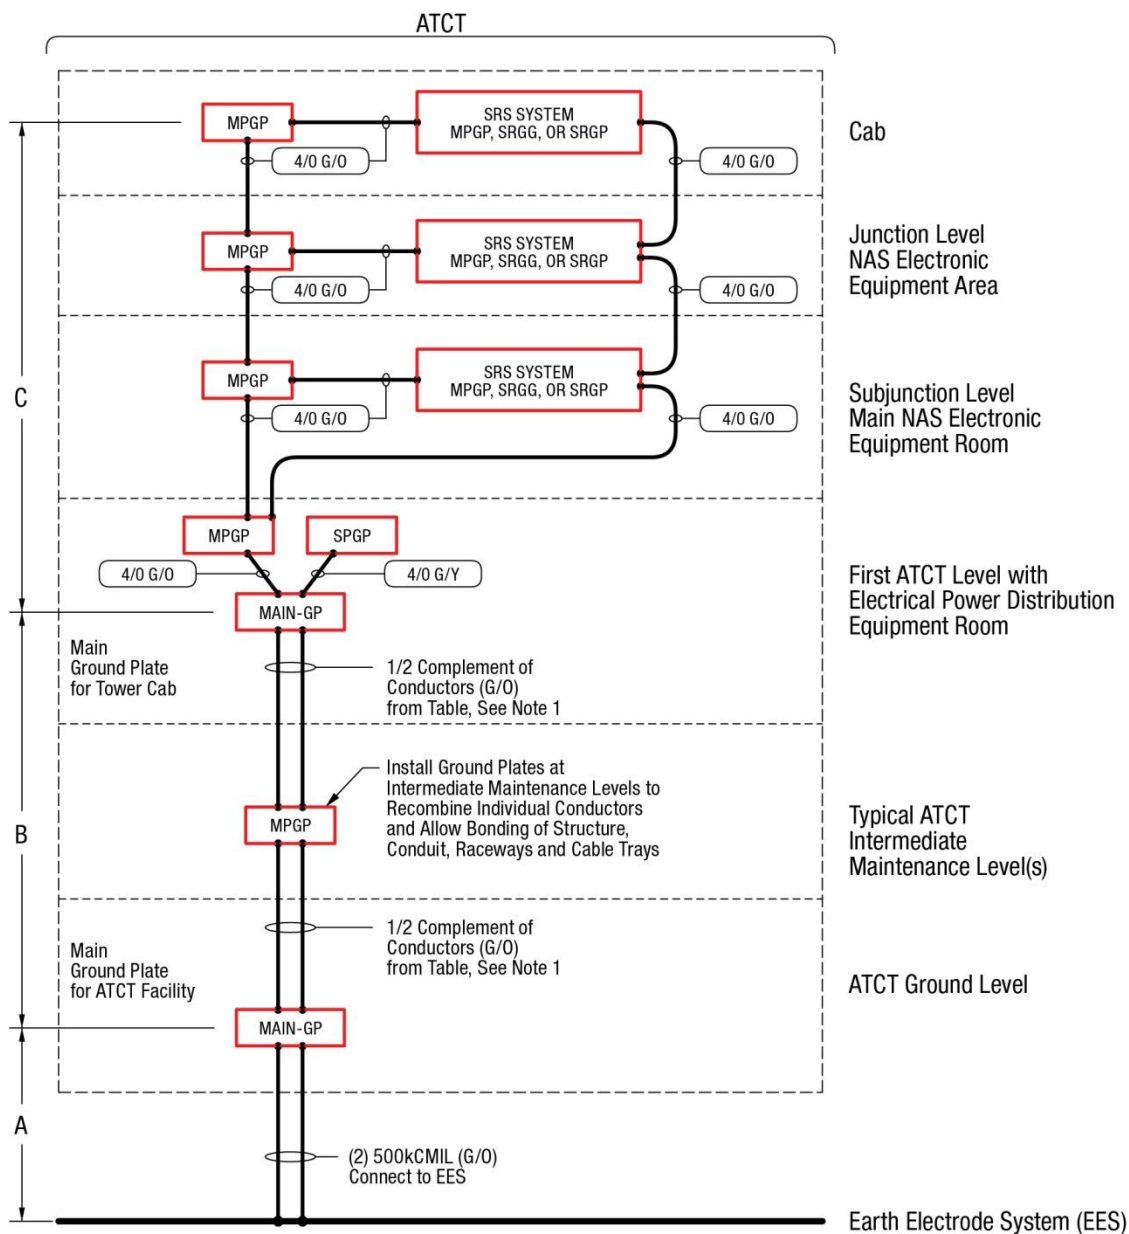 ATCT
MPGP
SRS SYSTEM
MPGP, SRGG, OR SRGP
4/0 G/O
4/0 G/O
Cab
MPGP
SRS SYSTEM
MPGP, SRGG, OR SRGP
4/0 G/O
4/0 G/O
Junction Level
NAS Electronic
Equipment Area
MPGP
SRS SYSTEM
MPGP, SRGG, OR SRGP
4/0 G/O
4/0 G/O
Subjunction Level
Main NAS Electronic
Equipment Room
C
MPGP
SPGP
4/0 G/O
4/0 G/Y
MAIN-GP
First ATCT Level with
Electrical Power Distribution
Equipment Room
Main
Ground Plate
for Tower Cab
1/2 Complement of
Conductors (G/O)
from Table, See Note 1
Install Ground Plates at
Intermediate Maintenance Levels to
Recombine Individual Conductors
and Allow Bonding of Structure,
Conduit, Raceways and Cable Trays
MPGP
B
Typical ATCT
Intermediate
Maintenance Level(s)
Main
Ground Plate
for ATCT Facility
1/2 Complement of
Conductors (G/O)
from Table, See Note 1
ATCT Ground Level
MAIN-GP
A
(2) 500kCMIL (G/O)
Connect to EES
Earth Electrode System (EES)